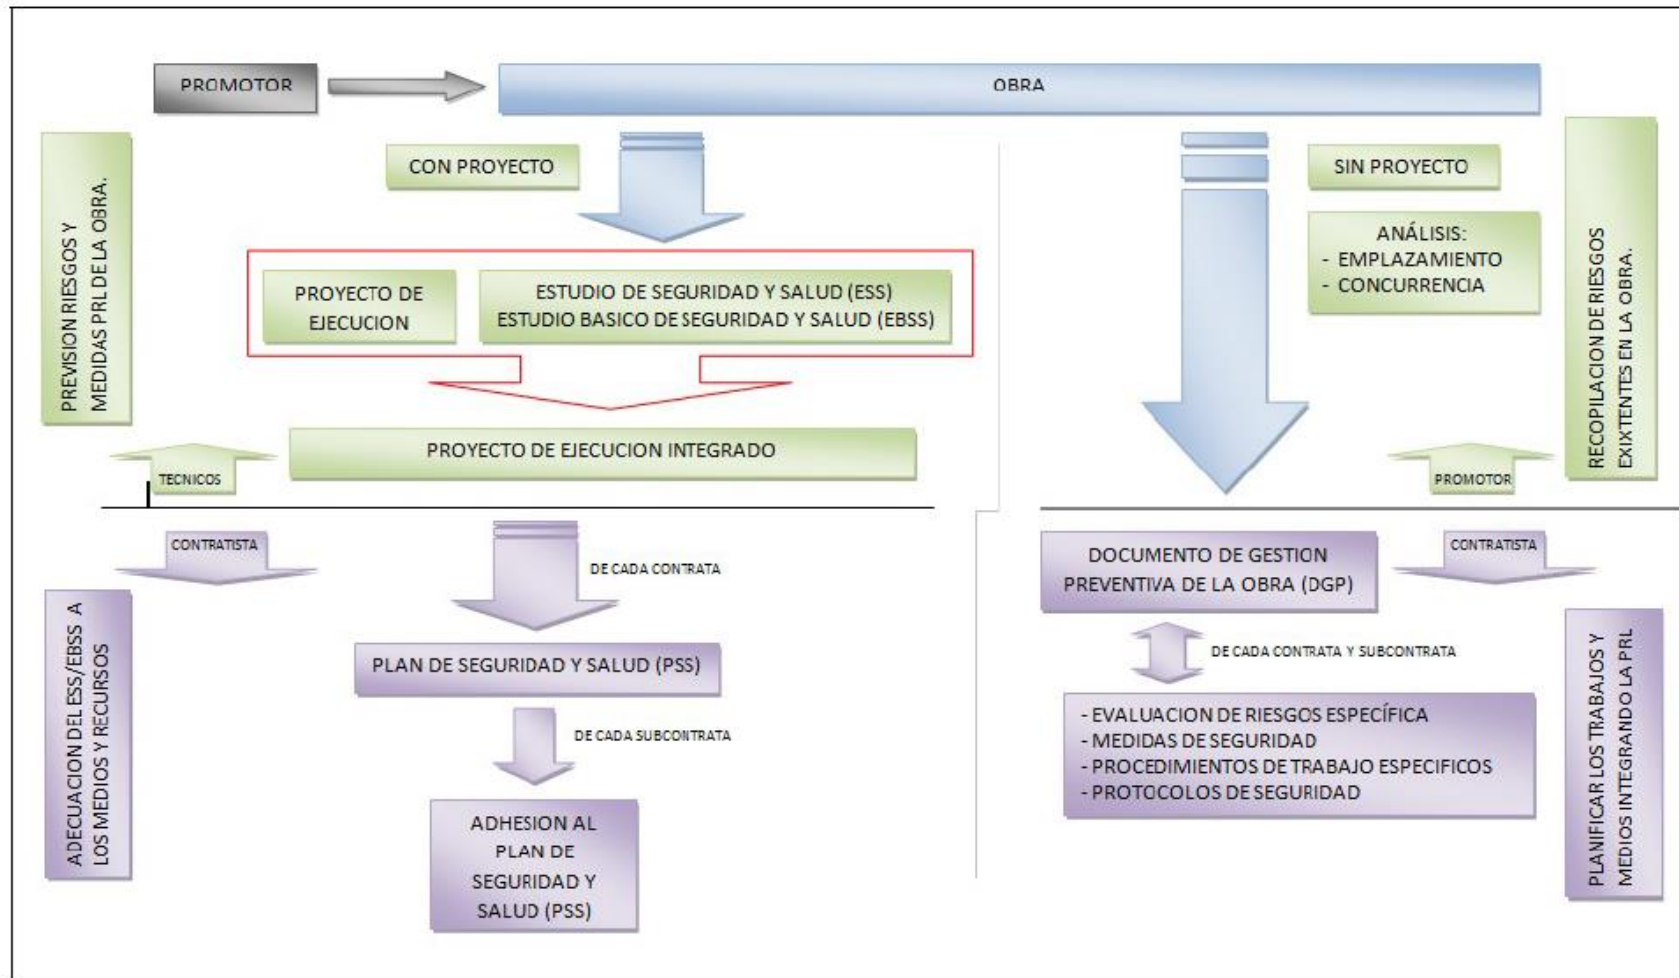 PROMOTOR
OBRA
CON PROYECTO
SIN PROYECTO
PREVISION RIESGOS Y
MEDIDAS PRL DE LA OBRA.
ANÁLISIS:
- EMPLAZAMIENTO
- CONCURRENCIA
RECOPILACION DE RIESGOS
EXIXTENTES EN LA OBRA.
PROYECTO DE
EJECUCION
ESTUDIO DE SEGURIDAD Y SALUD (ESS)
ESTUDIO BASICO DE SEGURIDAD Y SALUD (EBSS)
PROYECTO DE EJECUCION INTEGRADO
TECNICOS
PROMOTOR
CONTRATISTA
DE CADA CONTRATA
DOCUMENTO DE GESTION
PREVENTIVA DE LA OBRA (DGP)
CONTRATISTA
ADECUACION DEL ESS/EBSS A
LOS MEDIOS Y RECURSOS
PLAN DE SEGURIDAD Y SALUD (PSS)
DE CADA CONTRATA Y SUBCONTRATA
DE CADA SUBCONTRATA
- EVALUACION DE RIESGOS ESPECÍFICA
- MEDIDAS DE SEGURIDAD
- PROCEDIMIENTOS DE TRABAJO ESPECIFICOS
- PROTOCOLOS DE SEGURIDAD
PLANIFICAR LOS TRABAJOS Y
MEDIOS INTEGRANDO LA PRL
ADHESION AL
PLAN DE
SEGURIDAD Y
SALUD (PSS)